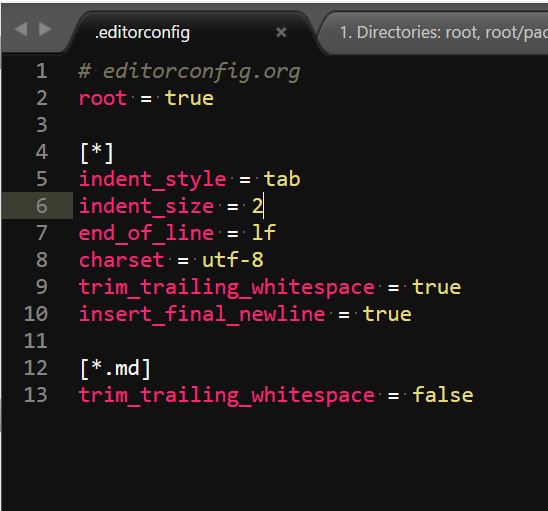 .editorconfig
1. Directories: root, root/pac
1 # editorconfig.org
2 root = true
3
4 [*]
5 indent_style = tab
6 indent_size = 2
7 end_of_line = lf
8 charset = utf-8
9 trim_trailing_whitespace = true
10 insert_final_newline = true
11
12 [*.md]
13 trim_trailing_whitespace = false